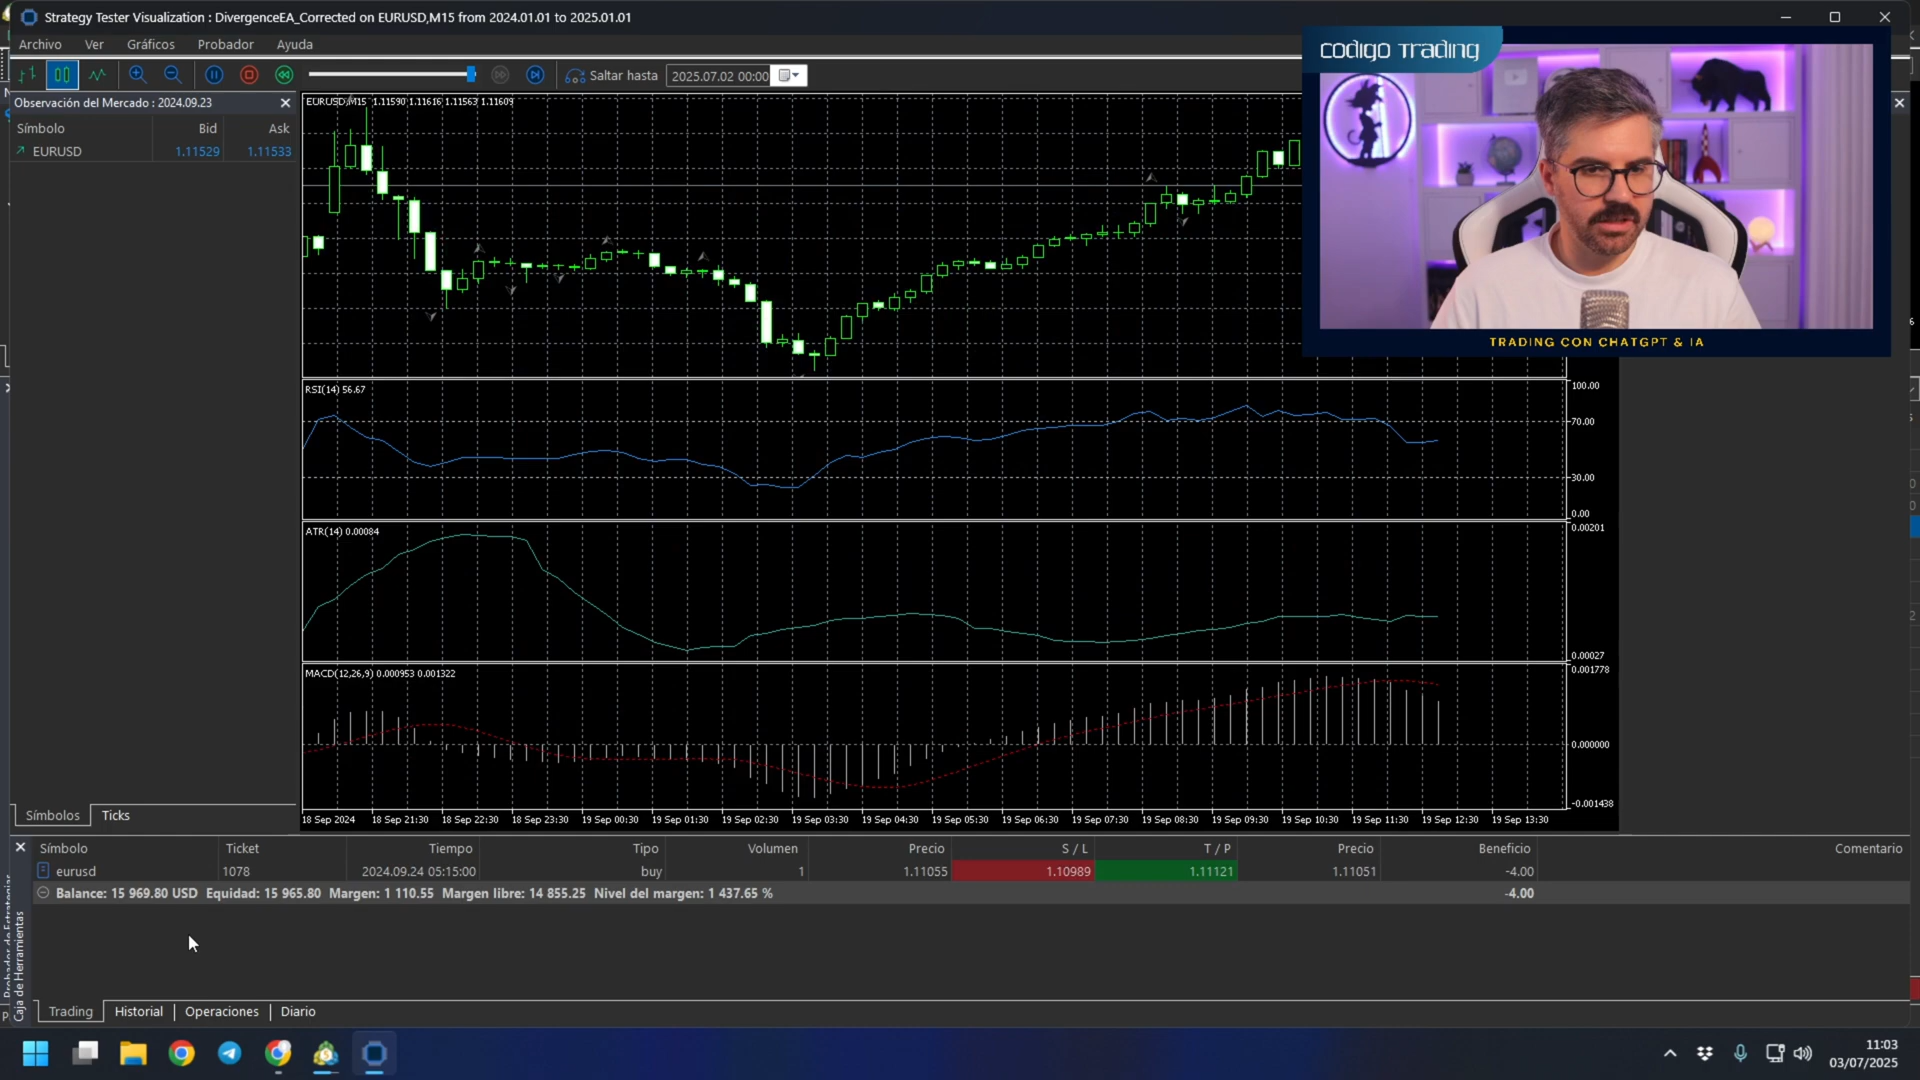 Strategy Tester Visualization : DivergenceEA_Corrected on EURUSD,M15 from 2024.01.01 to 2025.01.01
Archivo Ver Gráficos Probador Ayuda
Saltar hasta 2025.07.02 00:00
codigo Trading
TRADING CON CHATGPT & IA
Observación del Mercado : 2024.09.23
Símbolo Bid Ask
EURUSD 1.11529 1.11533
Símbolos Ticks
EURUSD,M15 1.11590 1.11616 1.11563 1.11609
RSI(14) 56.67
100.00
70.00
30.00
0.00
ATR(14) 0.00084
0.00201
0.00027
MACD(12,26,9) 0.000953 0.001322
0.001778
0.000000
-0.001438
18 Sep 2024 18 Sep 21:30 18 Sep 22:30 18 Sep 23:30 19 Sep 00:30 19 Sep 01:30 19 Sep 02:30 19 Sep 03:30 19 Sep 04:30 19 Sep 05:30 19 Sep 06:30 19 Sep 07:30 19 Sep 08:30 19 Sep 09:30 19 Sep 10:30 19 Sep 11:30 19 Sep 12:30 19 Sep 13:30
Símbolo Ticket Tiempo Tipo Volumen Precio S / L T / P Precio Beneficio Comentario
eurusd 1078 2024.09.24 05:15:00 buy 1 1.11055 1.10989 1.11121 1.11051 -4.00
Balance: 15 969.80 USD Equidad: 15 965.80 Margen: 1 110.55 Margen libre: 14 855.25 Nivel del margen: 1 437.65 % -4.00
Caja de Herramientas
Trading Historial Operaciones Diario
11:03
03/07/2025